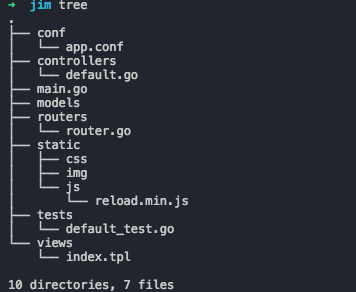 ➜  jim tree
.
├── conf
│   └── app.conf
├── controllers
│   └── default.go
├── main.go
├── models
├── routers
│   └── router.go
├── static
│   ├── css
│   ├── img
│   └── js
│       └── reload.min.js
├── tests
│   └── default_test.go
└── views
    └── index.tpl

10 directories, 7 files